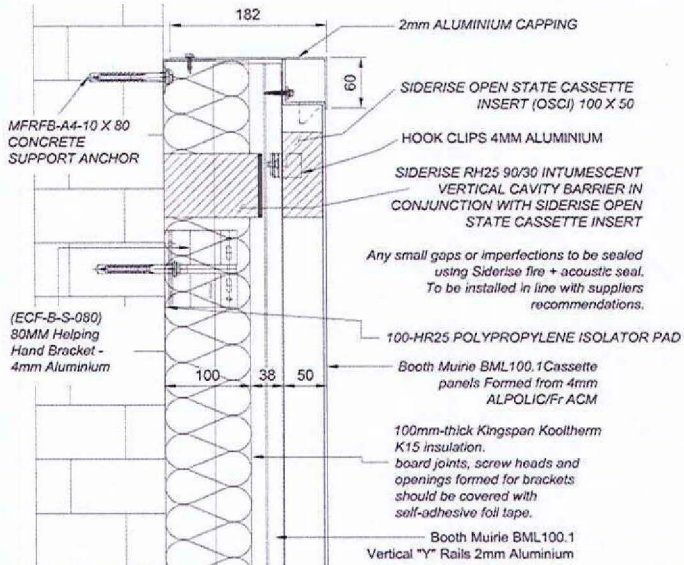 182
2mm ALUMINIUM CAPPING
60
SIDERISE OPEN STATE CASSETTE
INSERT (OSCI) 100 X 50
MFRFB-A4-10 X 80
CONCRETE
SUPPORT ANCHOR
HOOK CLIPS 4MM ALUMINIUM
SIDERISE RH25 90/30 INTUMESCENT
VERTICAL CAVITY BARRIER IN
CONJUNCTION WITH SIDERISE OPEN
STATE CASSETTE INSERT
Any small gaps or imperfections to be sealed
using Siderise fire + acoustic seal.
To be installed in line with suppliers
recommendations.
(ECF-B-S-080)
80MM Helping
Hand Bracket -
4mm Aluminium
100-HR25 POLYPROPYLENE ISOLATOR PAD
100
38
50
Booth Muirie BML100.1Cassette
panels Formed from 4mm
ALPOLIC/Fr ACM
100mm-thick Kingspan Kooltherm
K15 insulation.
board joints, screw heads and
openings formed for brackets
should be covered with
self-adhesive foil tape.
Booth Muirie BML100.1
Vertical "Y" Rails 2mm Aluminium